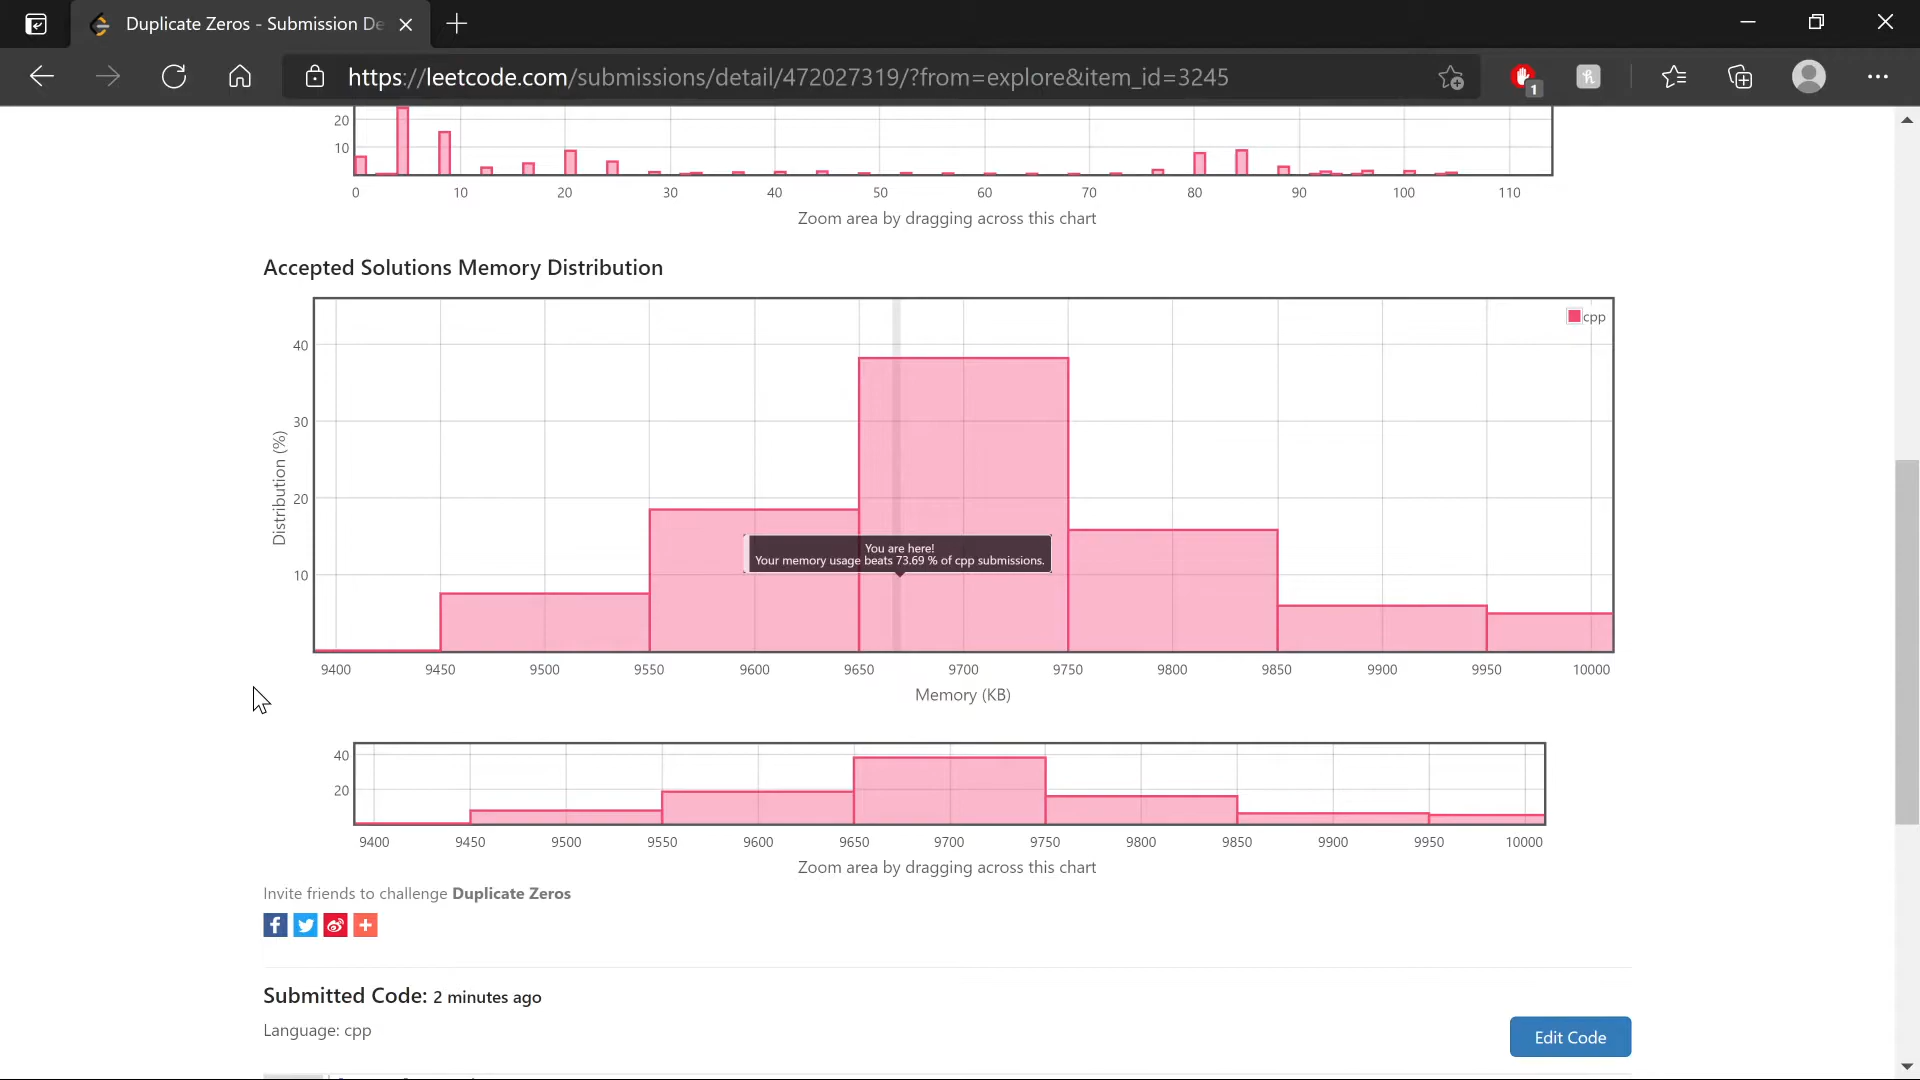 Duplicate Zeros - Submission De
https://leetcode.com/submissions/detail/472027319/?from=explore&item_id=3245
1
20
10
0 10 20 30 40 50 60 70 80 90 100 110
Zoom area by dragging across this chart
Accepted Solutions Memory Distribution
cpp
40
30
20
10
Distribution (%)
You are here!
Your memory usage beats 73.69 % of cpp submissions.
9400 9450 9500 9550 9600 9650 9700 9750 9800 9850 9900 9950 10000
Memory (KB)
40
20
9400 9450 9500 9550 9600 9650 9700 9750 9800 9850 9900 9950 10000
Zoom area by dragging across this chart
Invite friends to challenge Duplicate Zeros
Submitted Code: 2 minutes ago
Language: cpp
Edit Code